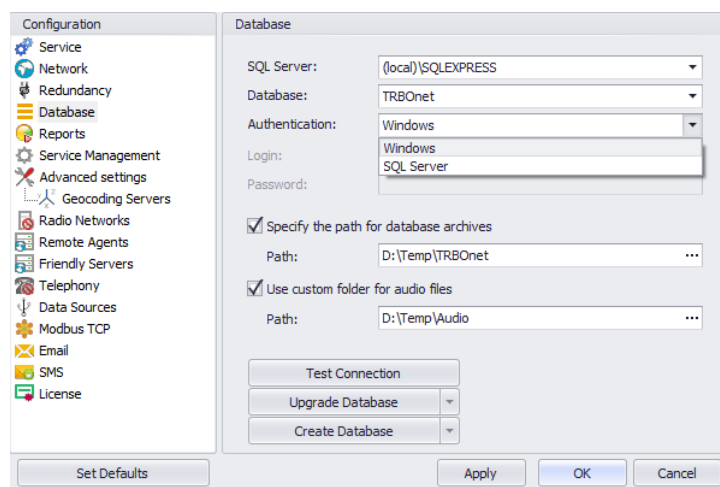 Configuration
Service
Network
Redundancy
Database
Reports
Service Management
Advanced settings
Geocoding Servers
Radio Networks
Remote Agents
Friendly Servers
Telephony
Data Sources
Modbus TCP
Email
SMS
License
Set Defaults
Database
SQL Server: (local)\SQLEXPRESS
Database: TRBOnet
Authentication: Windows
Windows
SQL Server
Login:
Password:
Specify the path for database archives
Path: D:\Temp\TRBOnet ...
Use custom folder for audio files
Path: D:\Temp\Audio ...
Test Connection
Upgrade Database
Create Database
Apply OK Cancel